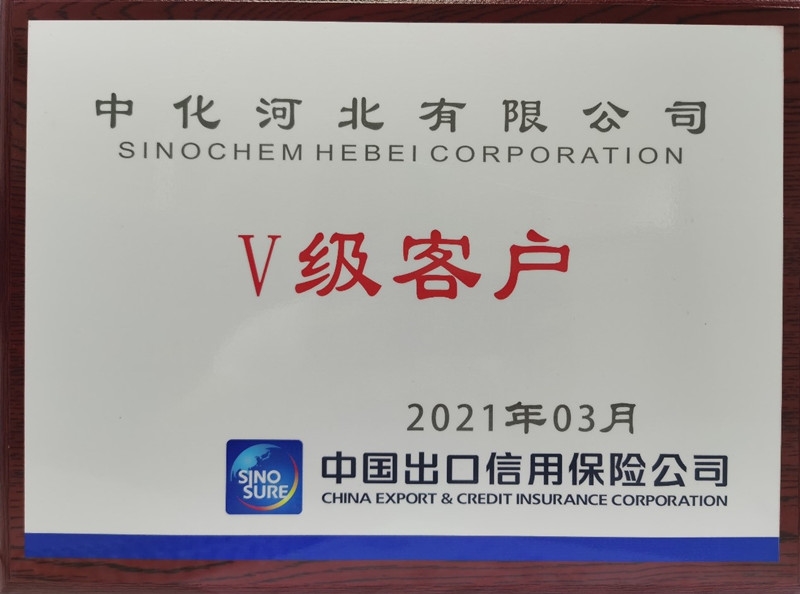 中化河北有限公司
SINOCHEM HEBEI CORPORATION
V级客户
2021年03月
SINO
SURE
中国出口信用保险公司
CHINA EXPORT & CREDIT INSURANCE CORPORATION